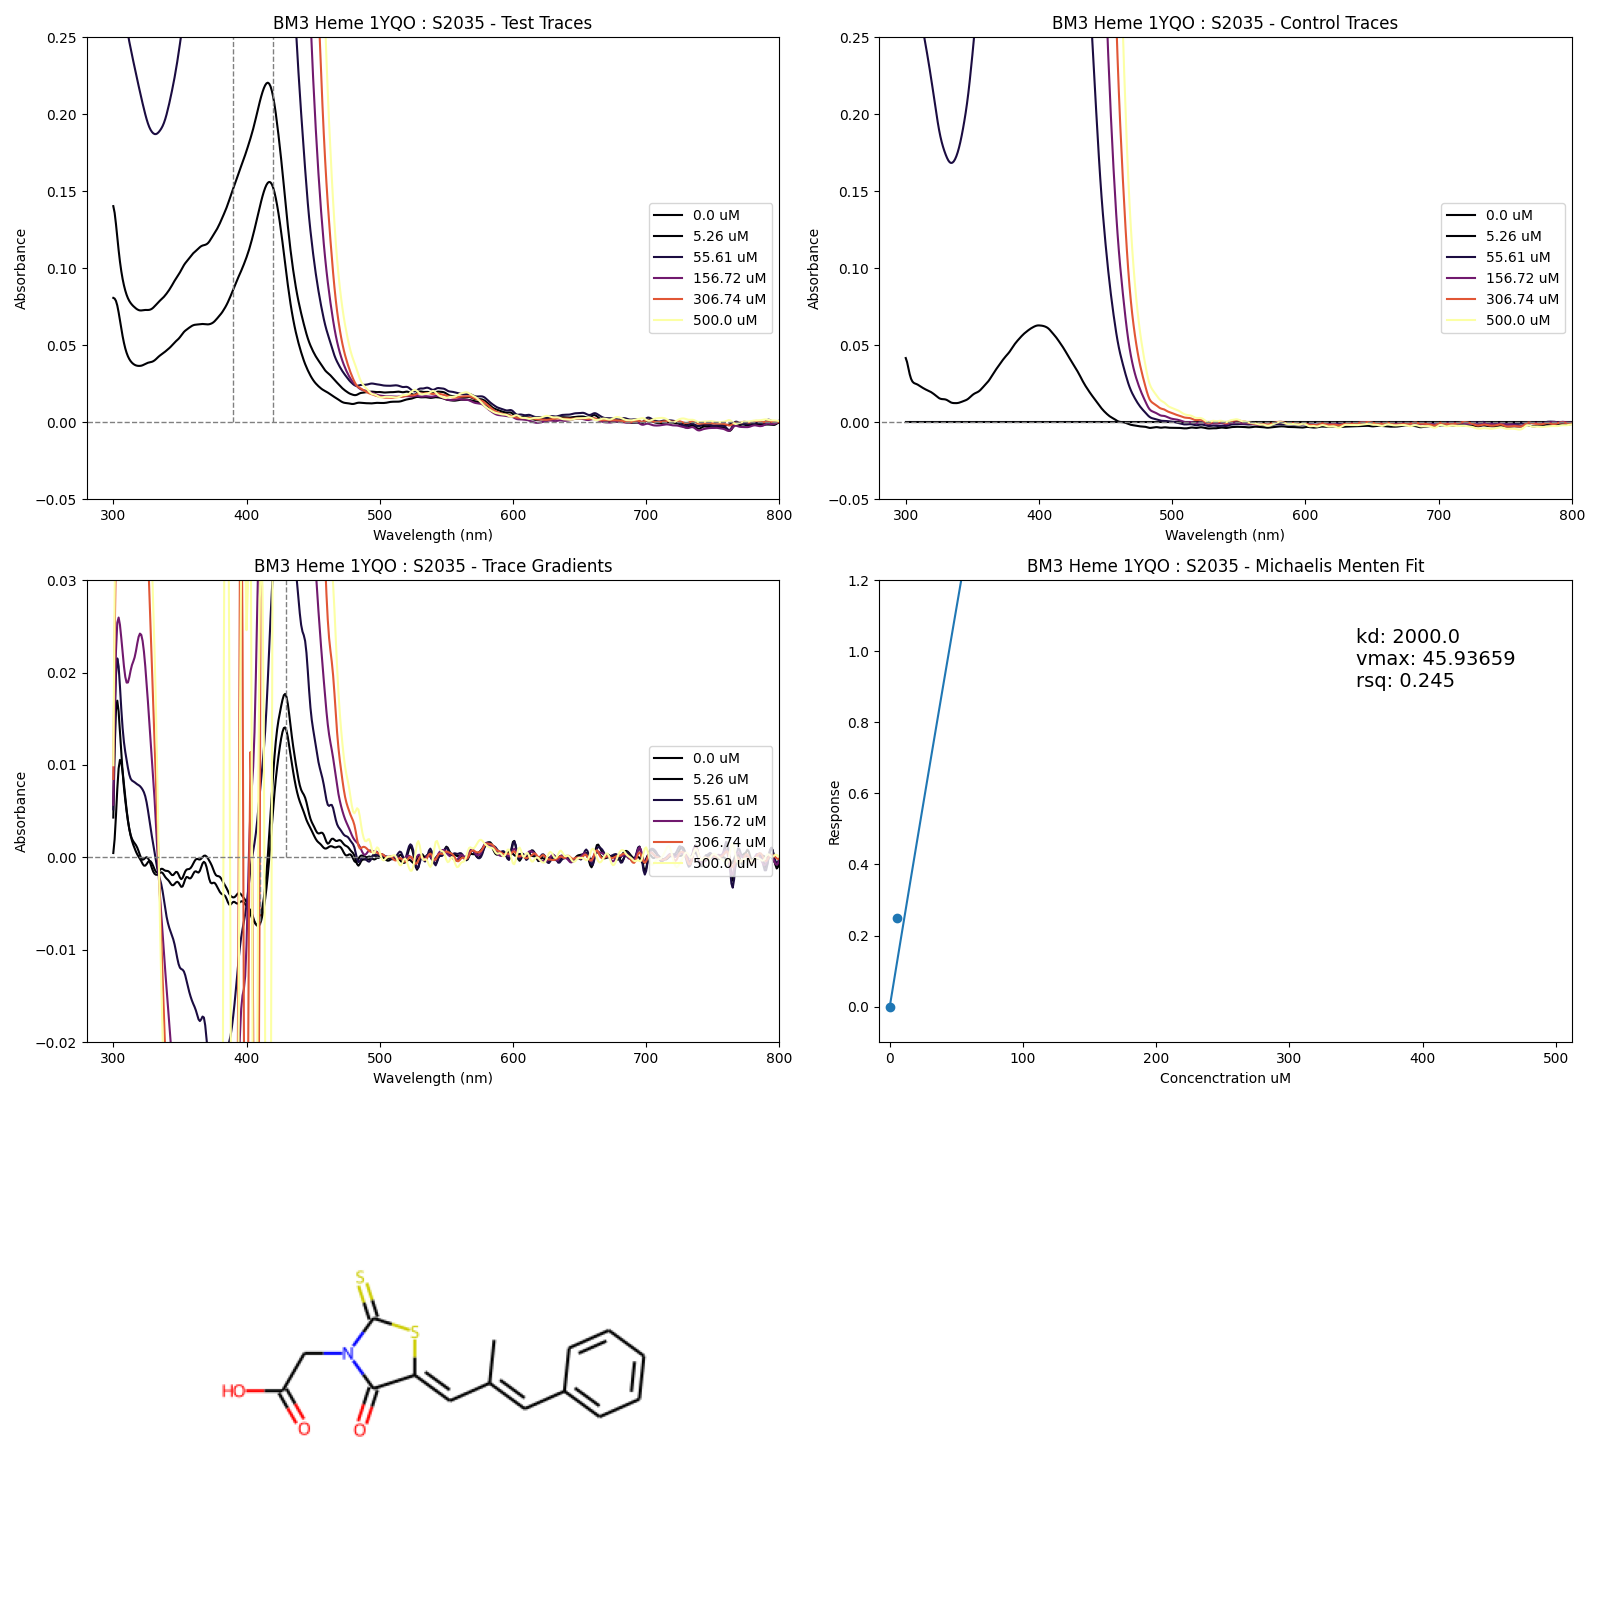 BM3 Heme 1YQO : S2035 - Test Traces
0.25
0.20
0.15
0.10
0.05
0.00
−0.05
Absorbance
0.0 uM
5.26 uM
55.61 uM
156.72 uM
306.74 uM
500.0 uM
300 400 500 600 700 800
Wavelength (nm)
BM3 Heme 1YQO : S2035 - Control Traces
0.25
0.20
0.15
0.10
0.05
0.00
−0.05
Absorbance
0.0 uM
5.26 uM
55.61 uM
156.72 uM
306.74 uM
500.0 uM
300 400 500 600 700 800
Wavelength (nm)
BM3 Heme 1YQO : S2035 - Trace Gradients
0.03
0.02
0.01
0.00
−0.01
−0.02
Absorbance
0.0 uM
5.26 uM
55.61 uM
156.72 uM
306.74 uM
500.0 uM
300 400 500 600 700 800
Wavelength (nm)
BM3 Heme 1YQO : S2035 - Michaelis Menten Fit
1.2
1.0
0.8
0.6
0.4
0.2
0.0
Response
kd: 2000.0
vmax: 45.93659
rsq: 0.245
0 100 200 300 400 500
Concenctration uM
S
S
N
HO
O
O